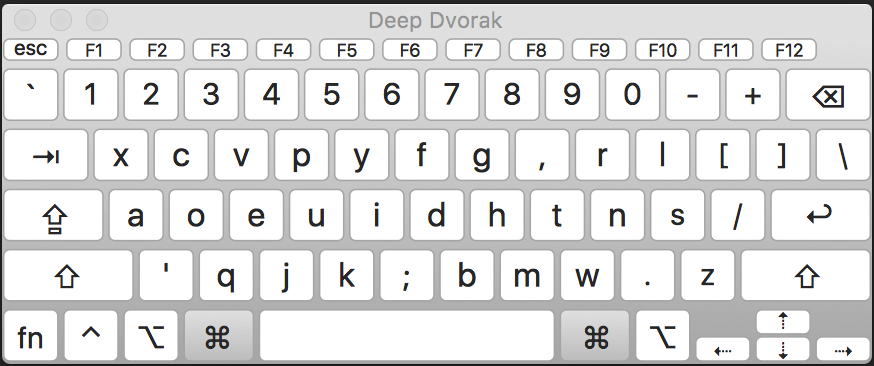 Deep Dvorak
esc F1 F2 F3 F4 F5 F6 F7 F8 F9 F10 F11 F12
` 1 2 3 4 5 6 7 8 9 0 - + ⌫
⇥ x c v p y f g , r l [ ] \
⇪ a o e u i d h t n s / ↩
⇧ ' q j k ; b m w . z ⇧
fn ^ ⌥ ⌘ ⌘ ⌥ ⇠ ⇡ ⇣ ⇢